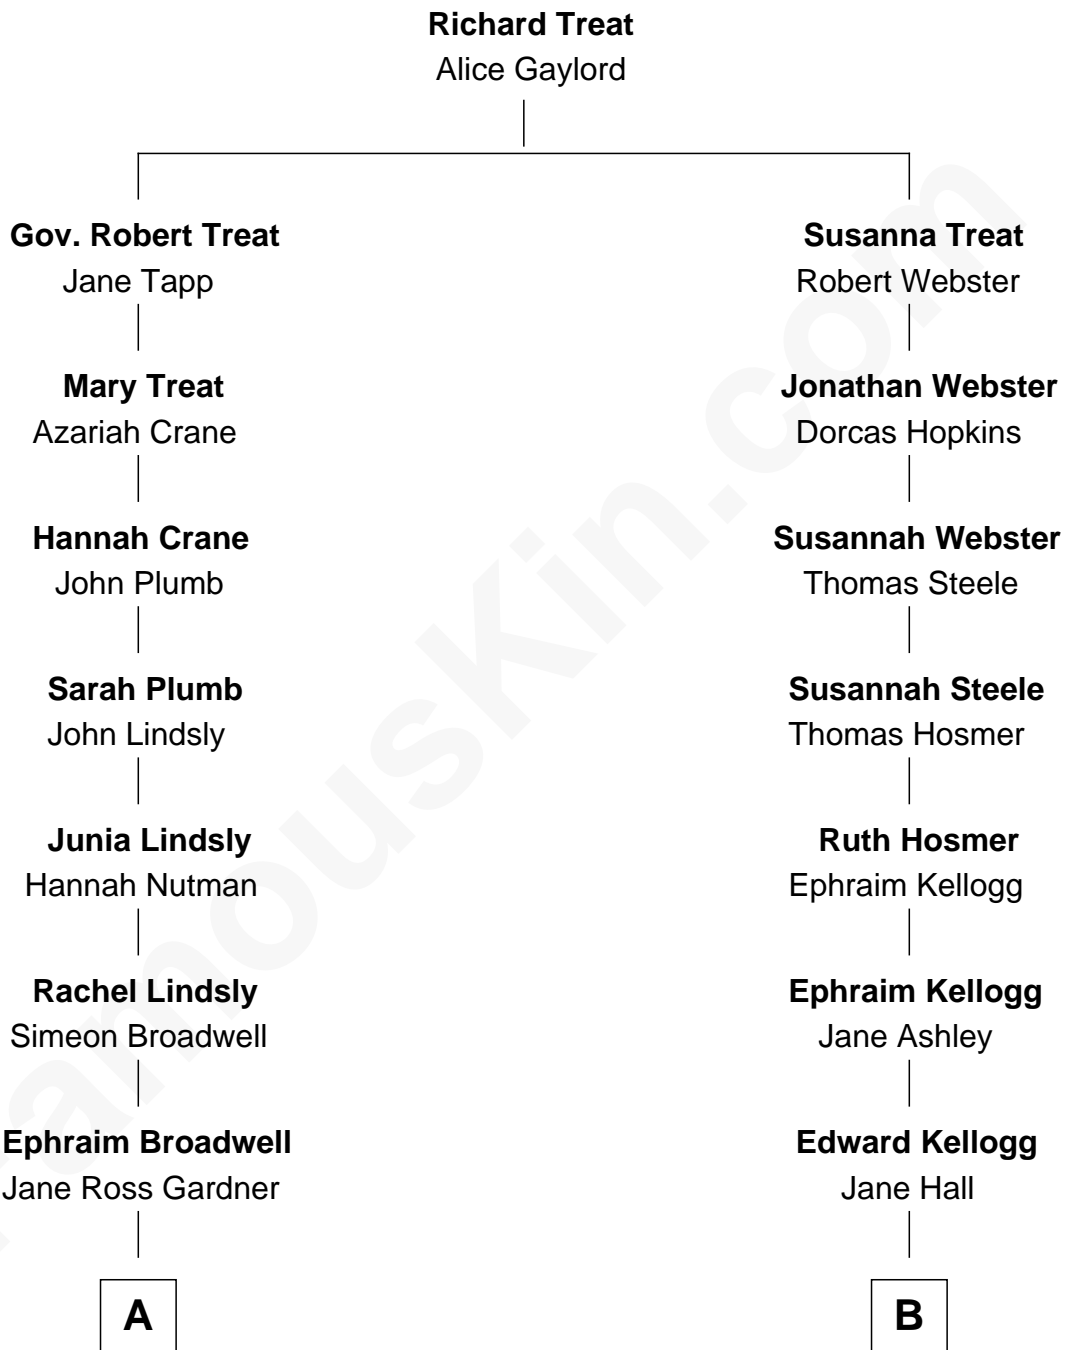 Richard Treat
Alice Gaylord
Gov. Robert Treat
Jane Tapp
Susanna Treat
Robert Webster
Mary Treat
Azariah Crane
Jonathan Webster
Dorcas Hopkins
Hannah Crane
John Plumb
Susannah Webster
Thomas Steele
Sarah Plumb
John Lindsly
Susannah Steele
Thomas Hosmer
Junia Lindsly
Hannah Nutman
Ruth Hosmer
Ephraim Kellogg
Rachel Lindsly
Simeon Broadwell
Ephraim Kellogg
Jane Ashley
Ephraim Broadwell
Jane Ross Gardner
Edward Kellogg
Jane Hall
A
B
FamousKin.com